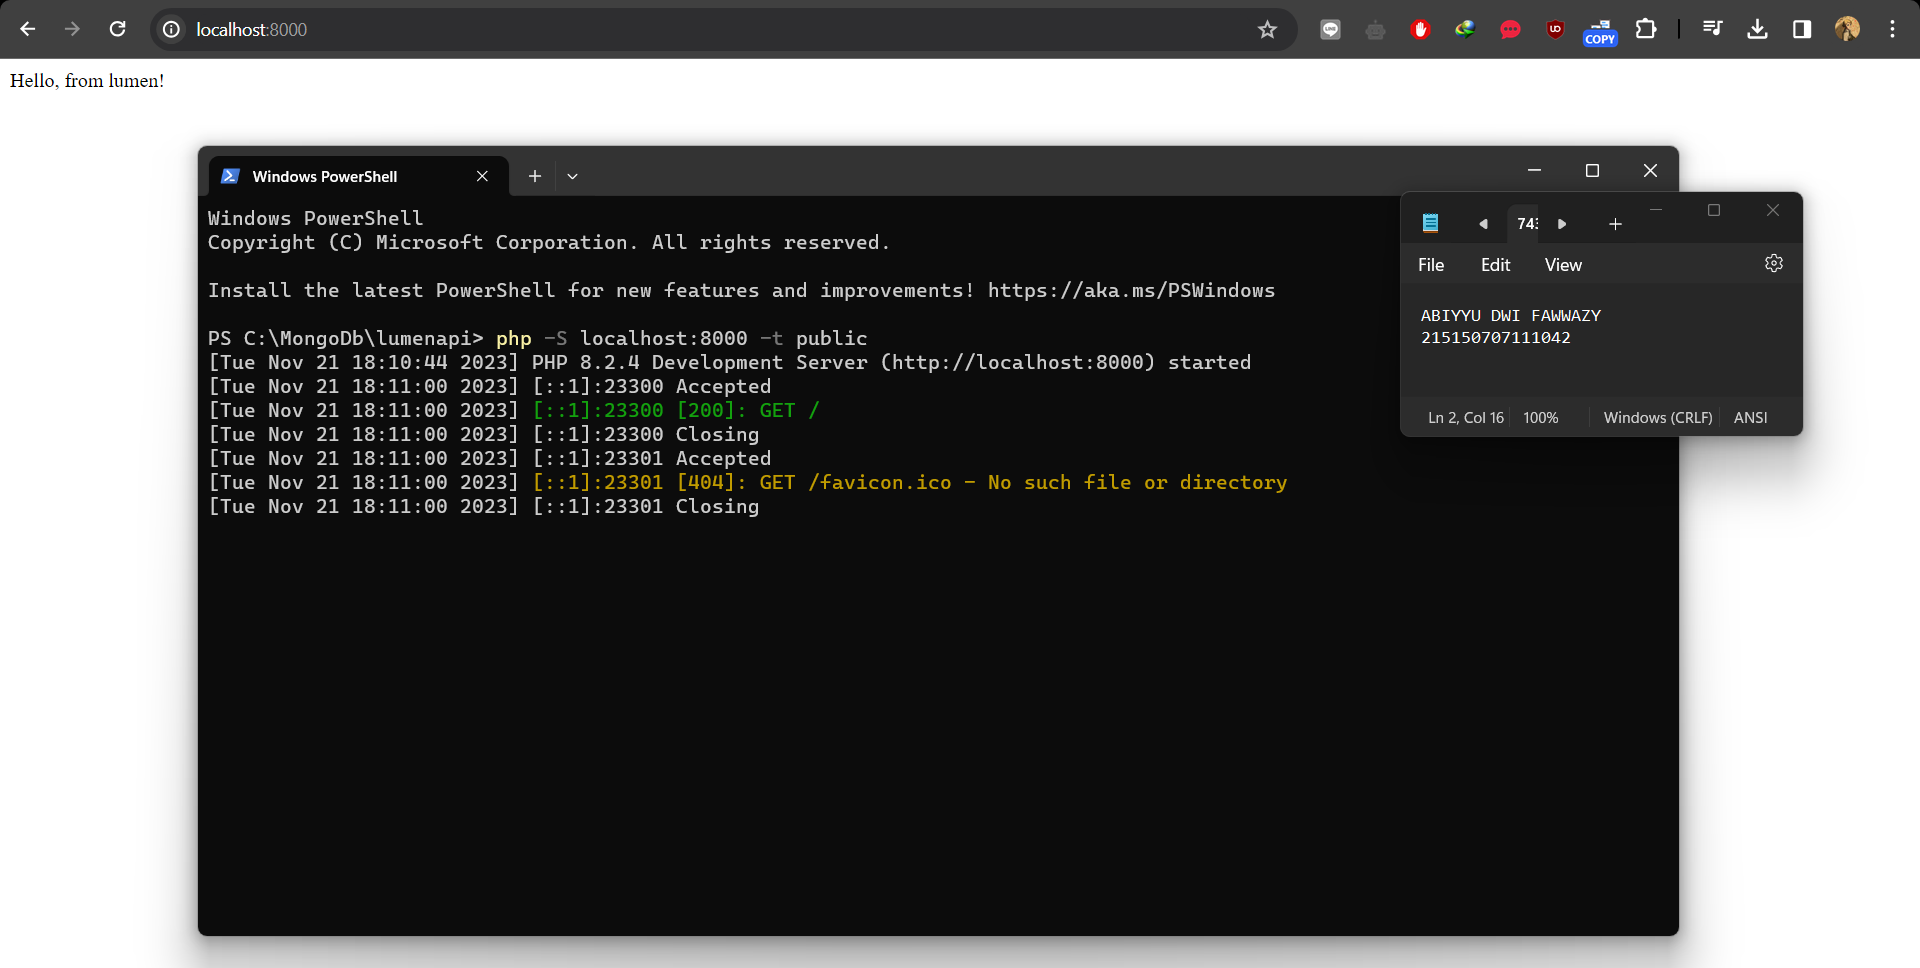 localhost:8000
COPY
Hello, from lumen!
Windows PowerShell
Windows PowerShell
Copyright (C) Microsoft Corporation. All rights reserved.
Install the latest PowerShell for new features and improvements! https://aka.ms/PSWindows
PS C:\MongoDb\lumenapi> php -S localhost:8000 -t public
[Tue Nov 21 18:10:44 2023] PHP 8.2.4 Development Server (http://localhost:8000) started
[Tue Nov 21 18:11:00 2023] [::1]:23300 Accepted
[Tue Nov 21 18:11:00 2023] [::1]:23300 [200]: GET /
[Tue Nov 21 18:11:00 2023] [::1]:23300 Closing
[Tue Nov 21 18:11:00 2023] [::1]:23301 Accepted
[Tue Nov 21 18:11:00 2023] [::1]:23301 [404]: GET /favicon.ico - No such file or directory
[Tue Nov 21 18:11:00 2023] [::1]:23301 Closing
743
File Edit View
ABIYYU DWI FAWWAZY
215150707111042
Ln 2, Col 16 100% Windows (CRLF) ANSI